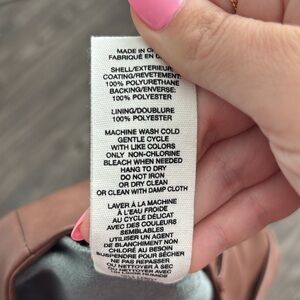 MADE IN
FABRIQUÉ EN
SHELL/EXTERIEUR
COATING/REVETEMENT
100% POLYURETHANE
BACKING/ENVERSE:
100% POLYESTER
LINING/DOUBLURE
100% POLYESTER
MACHINE WASH COLD
GENTLE CYCLE
WITH LIKE COLORS
ONLY NON-CHLORINE
BLEACH WHEN NEEDED
HANG TO DRY
DO NOT IRON
OR DRY CLEAN
OR CLEAN WITH DAMP CLOTH
LAVER À LA MACHINE
À L'EAU FROIDE
AU CYCLE DÉLICAT
AVEC DES COULEURS
SEMBLABLES
UTILISER UN AGENT
DE BLANCHIMENT NON
CHLORÉ AU BESOIN
SUSPENDRE POUR SÉCHER
NE PAS REPASSER
OU NETTOYER AVEC